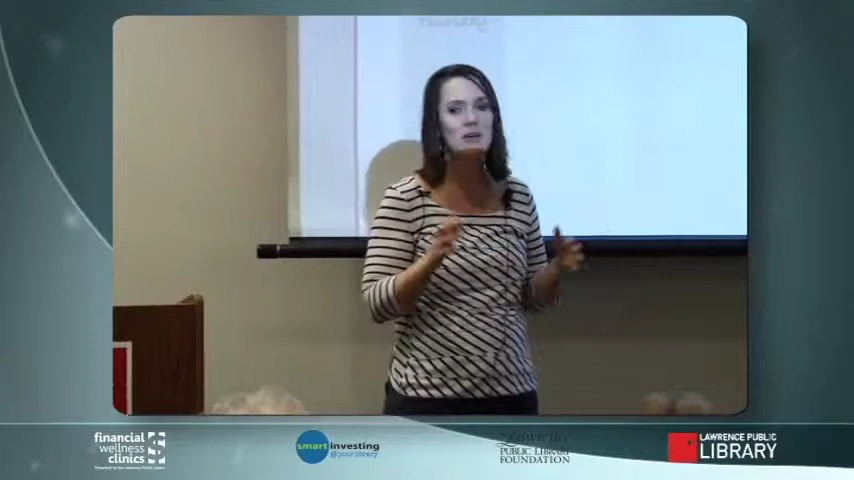 financial
wellness
clinics
smart investing
@ your library
PUBLIC LIBRARY
FOUNDATION
LAWRENCE PUBLIC
LIBRARY